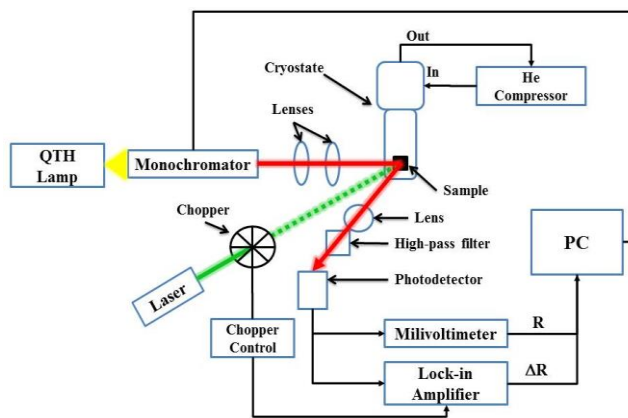 Out
Cryostate
In
He
Compressor
Lenses
QTH
Lamp
Monochromator
Sample
Chopper
Lens
High-pass filter
PC
Laser
Photodetector
Chopper
Control
Milivoltimeter
R
Lock-in
Amplifier
ΔR